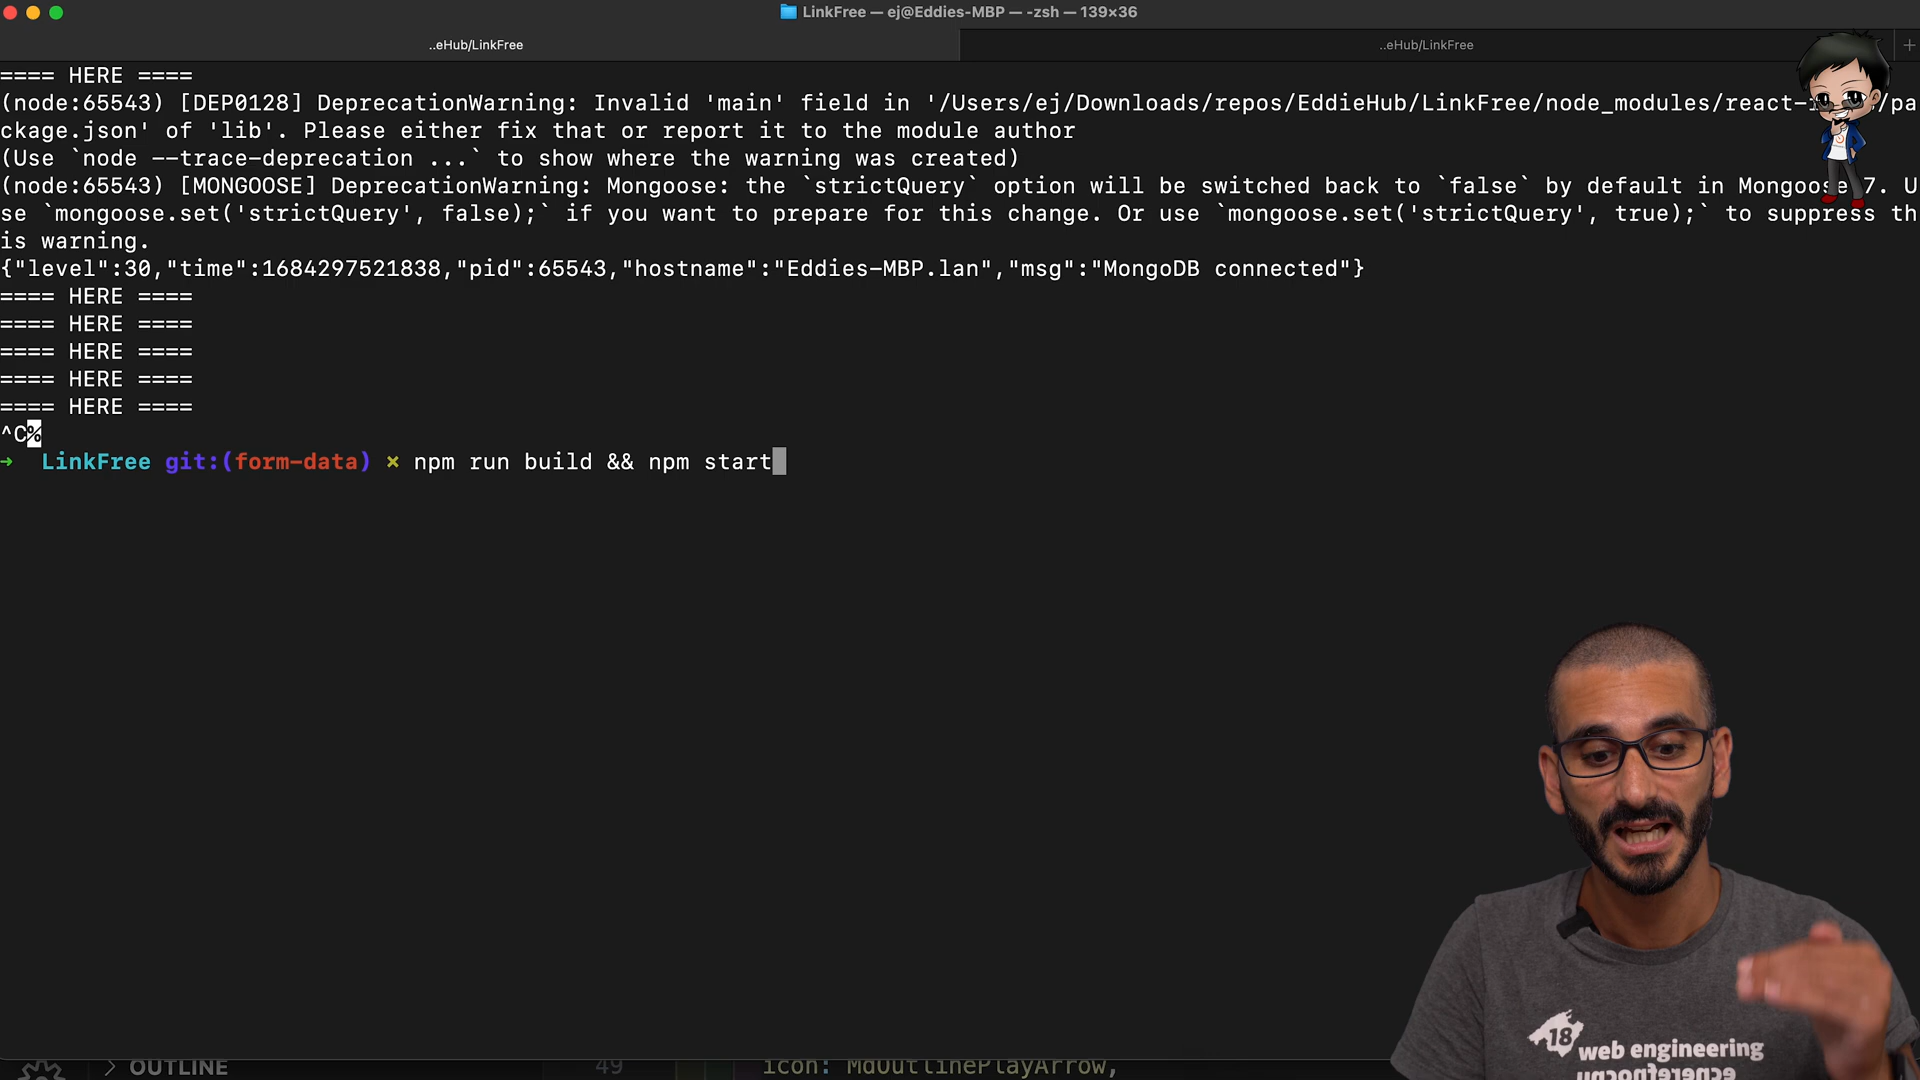 LinkFree — ej@Eddies-MBP — -zsh — 139×36
..eHub/LinkFree
..eHub/LinkFree
+
==== HERE ====
(node:65543) [DEP0128] DeprecationWarning: Invalid 'main' field in '/Users/ej/Downloads/repos/EddieHub/LinkFree/node_modules/react- /pa
ckage.json' of 'lib'. Please either fix that or report it to the module author
(Use `node --trace-deprecation ...` to show where the warning was created)
(node:65543) [MONGOOSE] DeprecationWarning: Mongoose: the `strictQuery` option will be switched back to `false` by default in Mongoose 7. U
se `mongoose.set('strictQuery', false);` if you want to prepare for this change. Or use `mongoose.set('strictQuery', true);` to suppress th
is warning.
{"level":30,"time":1684297521838,"pid":65543,"hostname":"Eddies-MBP.lan","msg":"MongoDB connected"}
==== HERE ====
==== HERE ====
==== HERE ====
==== HERE ====
==== HERE ====
^C%
→ LinkFree git:(form-data) × npm run build && npm start
18
web engineering
> OUTLINE
49
icon: MdOutlinePlayArrow,